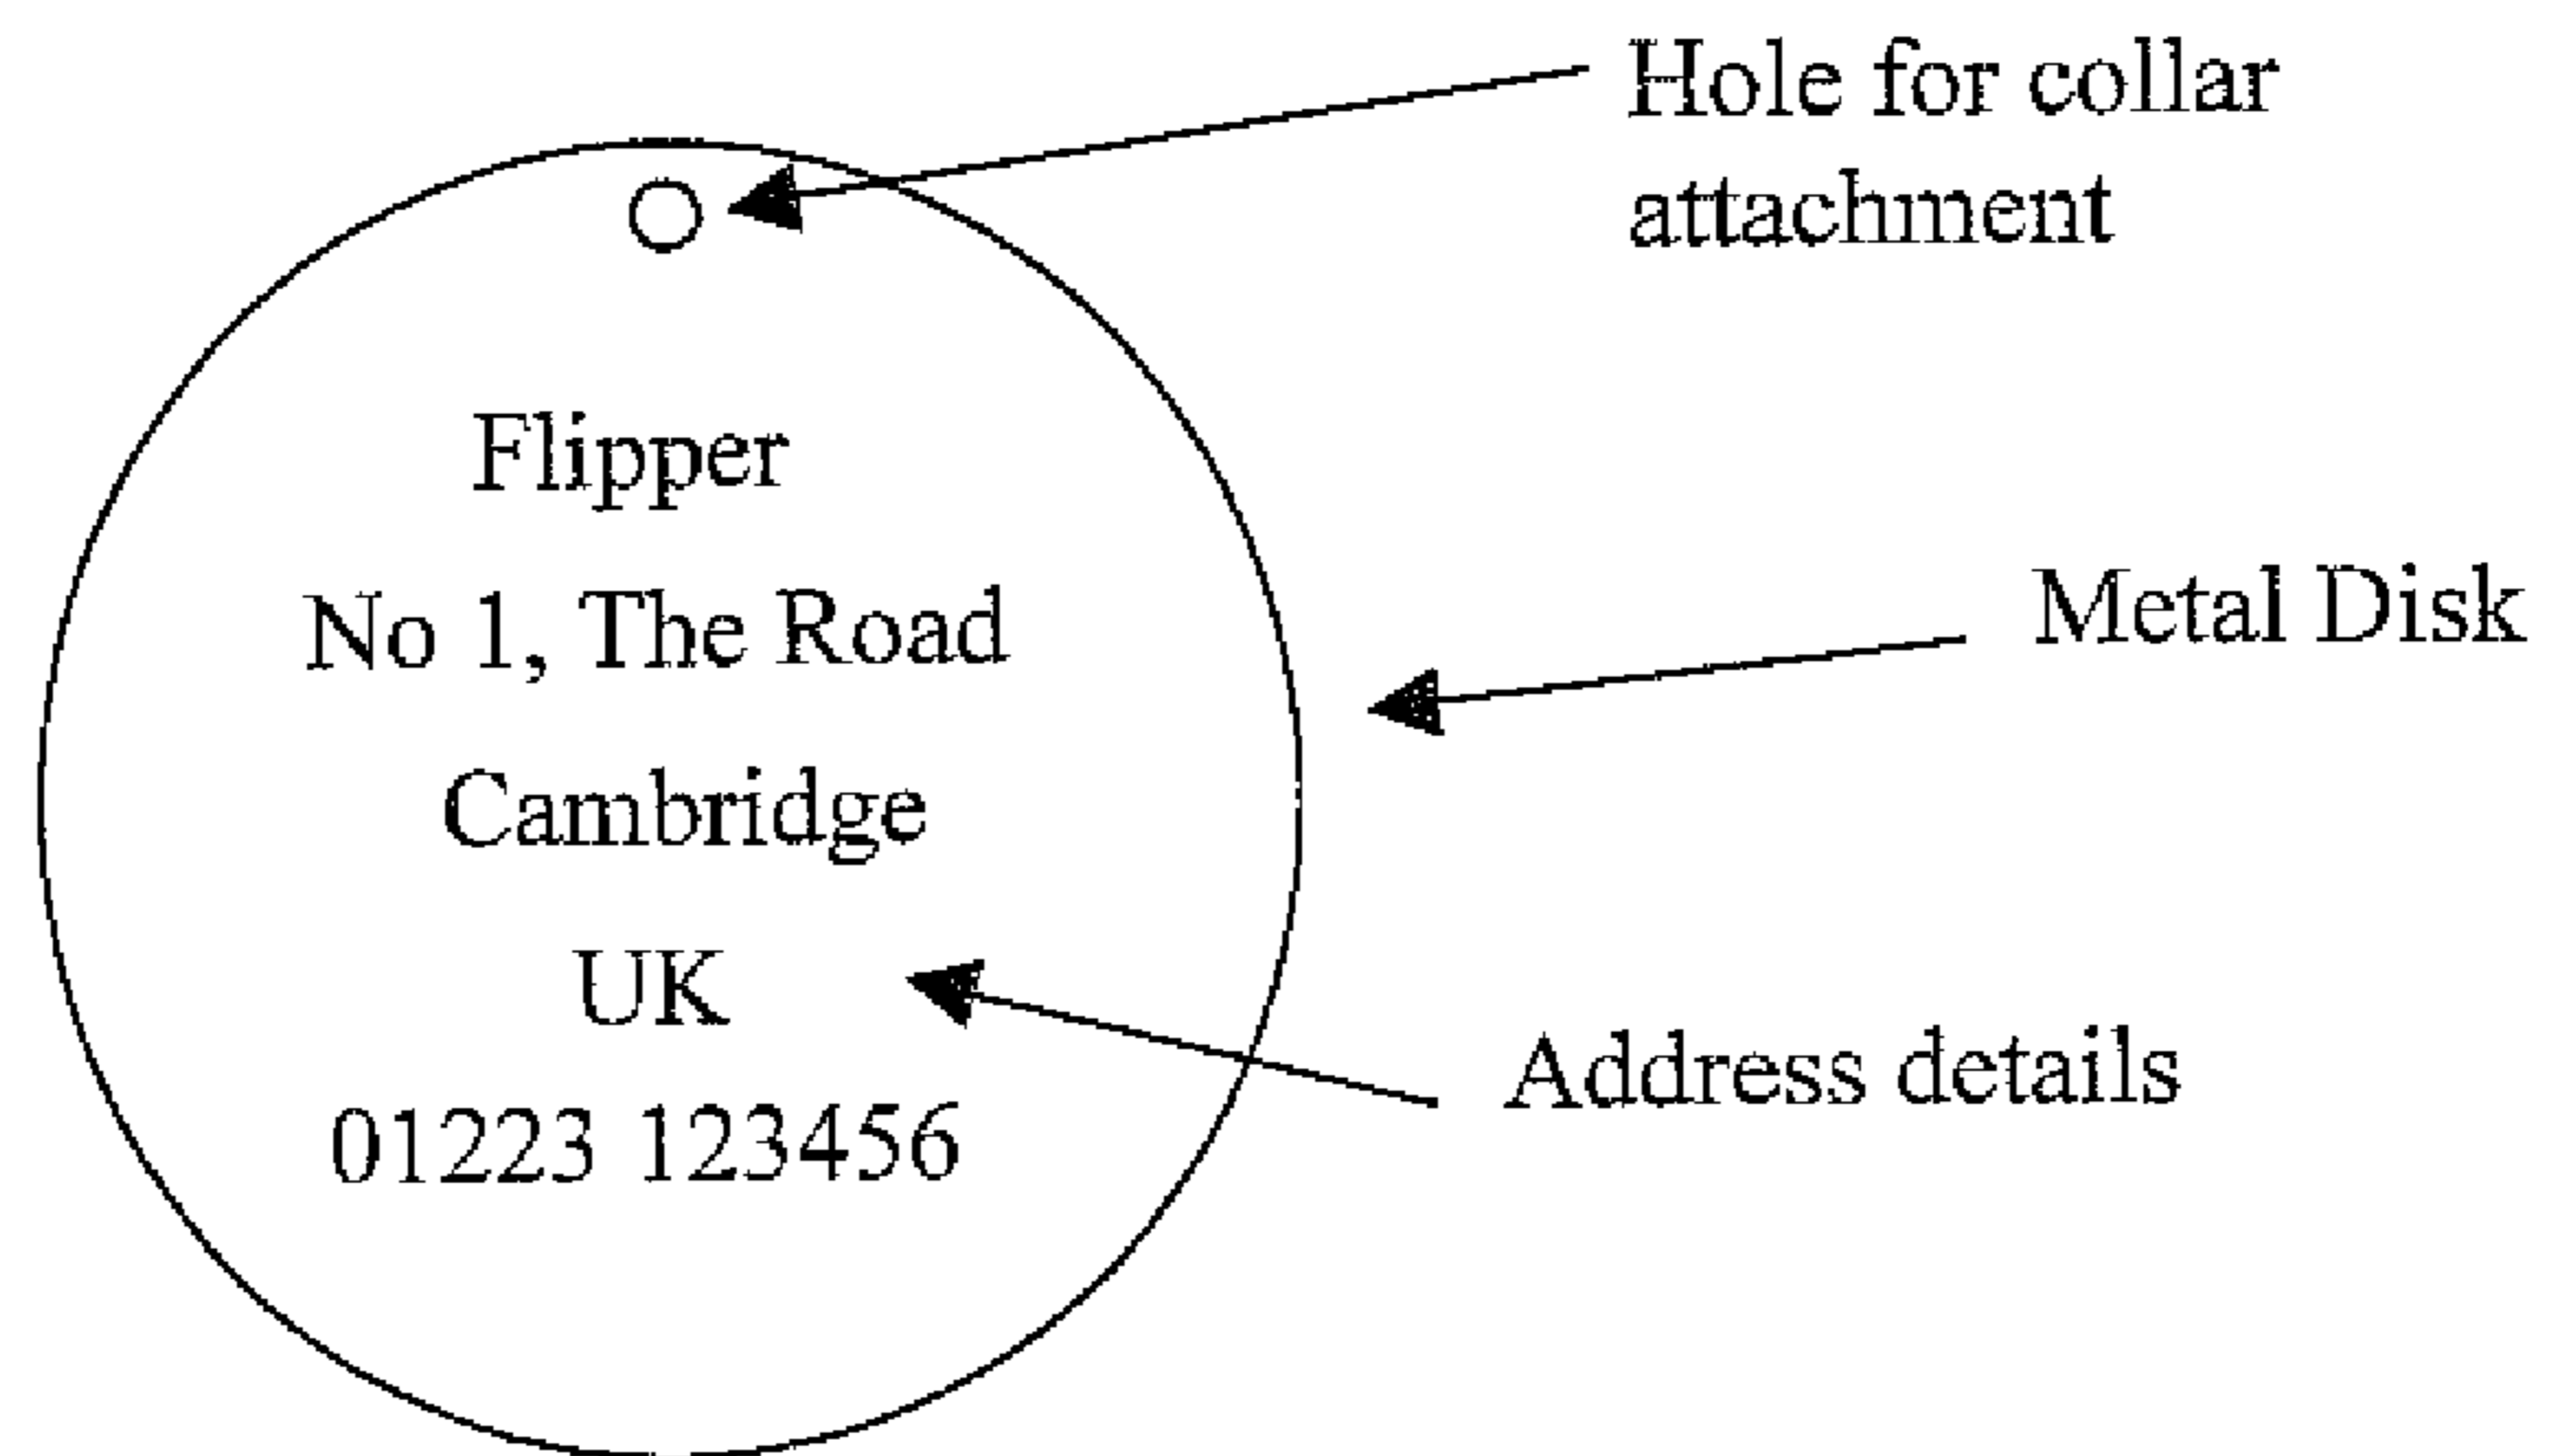 Hole for collar
attachment
Flipper
No 1, The Road
Metal Disk
Cambridge
UK
Address details
01223 123456